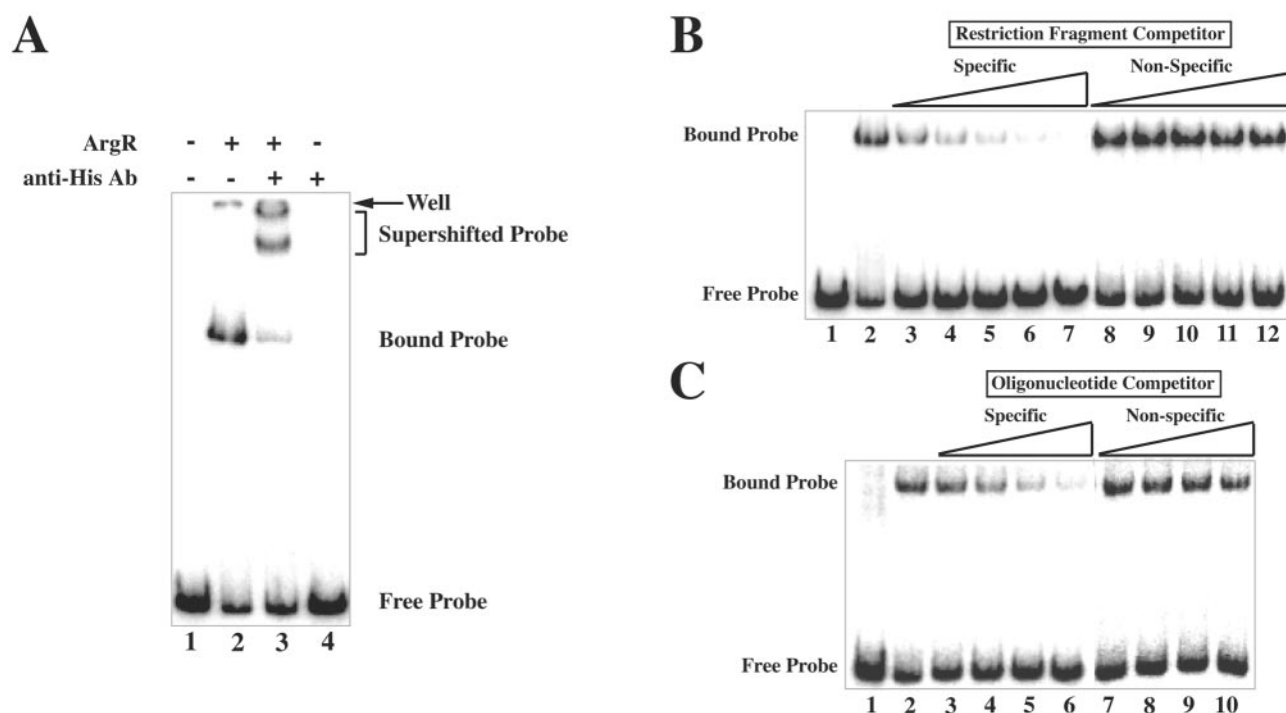 A
ArgR - + + -
anti-His Ab - - + +
Well
Supershifted Probe
Bound Probe
Free Probe
1 2 3 4
B
Restriction Fragment Competitor
Specific Non-Specific
Bound Probe
Free Probe
1 2 3 4 5 6 7 8 9 10 11 12
C
Oligonucleotide Competitor
Specific Non-specific
Bound Probe
Free Probe
1 2 3 4 5 6 7 8 9 10